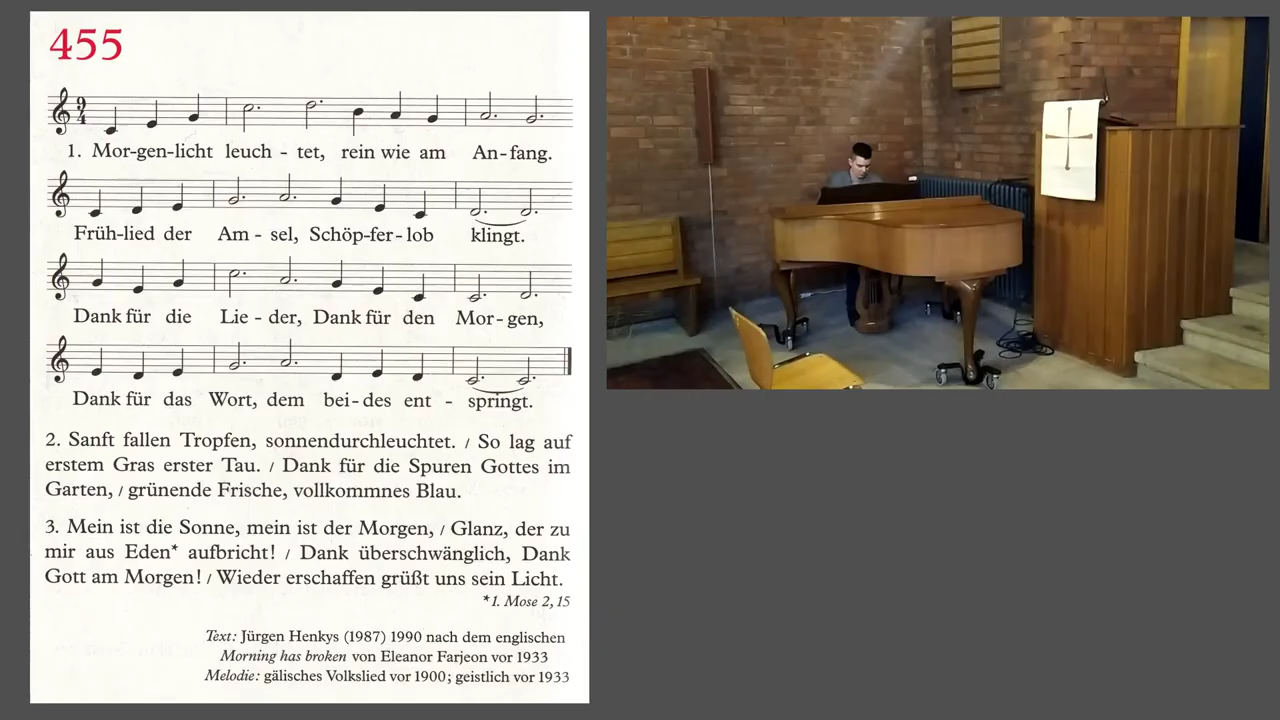 455
9
4
1. Mor-gen-licht leuch - tet, rein wie am An-fang.
Früh-lied der Am - sel, Schöp-fer-lob klingt.
Dank für die Lie - der, Dank für den Mor - gen,
Dank für das Wort, dem bei-des ent - springt.
2. Sanft fallen Tropfen, sonnendurchleuchtet. / So lag auf
erstem Gras erster Tau. / Dank für die Spuren Gottes im
Garten, / grünende Frische, vollkommnes Blau.
3. Mein ist die Sonne, mein ist der Morgen, / Glanz, der zu
mir aus Eden* aufbricht! / Dank überschwänglich, Dank
Gott am Morgen! / Wieder erschaffen grüßt uns sein Licht.
*1. Mose 2, 15
Text: Jürgen Henkys (1987) 1990 nach dem englischen
Morning has broken von Eleanor Farjeon vor 1933
Melodie: gälisches Volkslied vor 1900; geistlich vor 1933